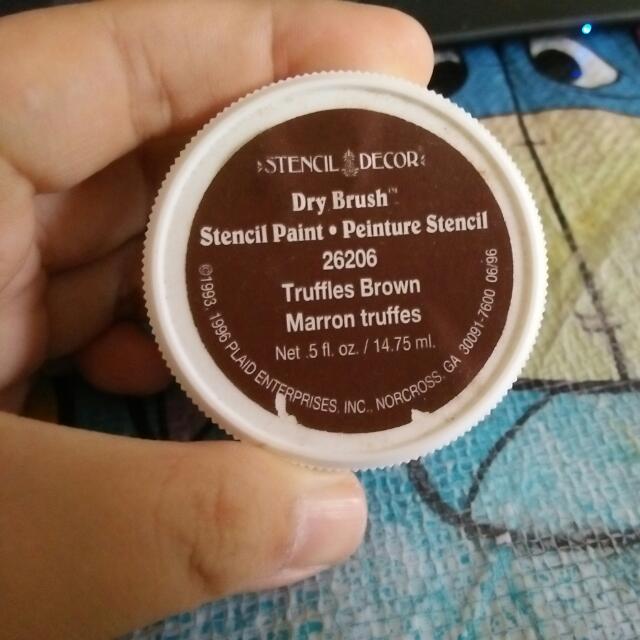 STENCIL DECOR
Dry Brush™
Stencil Paint • Peinture Stencil
26206
Truffles Brown
Marron truffes
Net .5 fl. oz. / 14.75 ml.
©1993, 1996 PLAID ENTERPRISES, INC., NORCROSS, GA 30091-7600 06/96